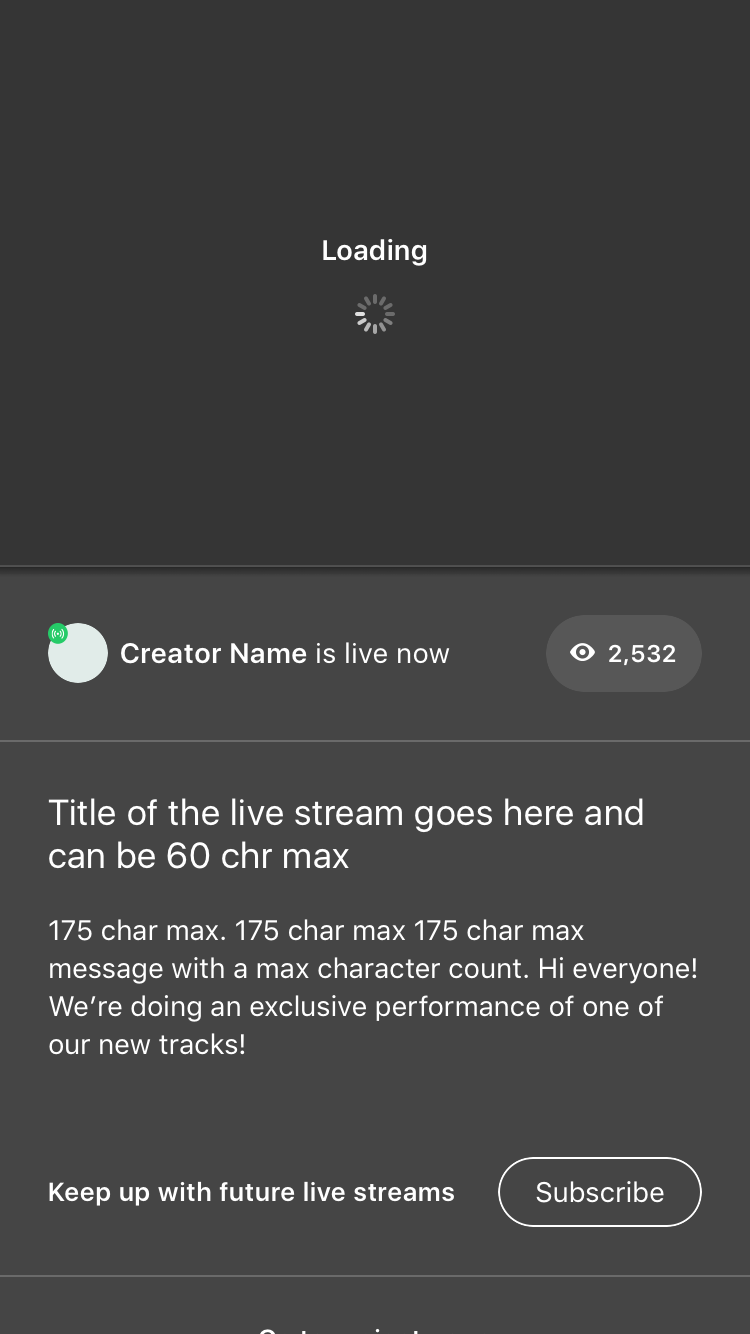 Loading
Creator Name is live now
2,532
Title of the live stream goes here and
can be 60 chr max
175 char max. 175 char max 175 char max
message with a max character count. Hi everyone!
We’re doing an exclusive performance of one of
our new tracks!
Keep up with future live streams
Subscribe